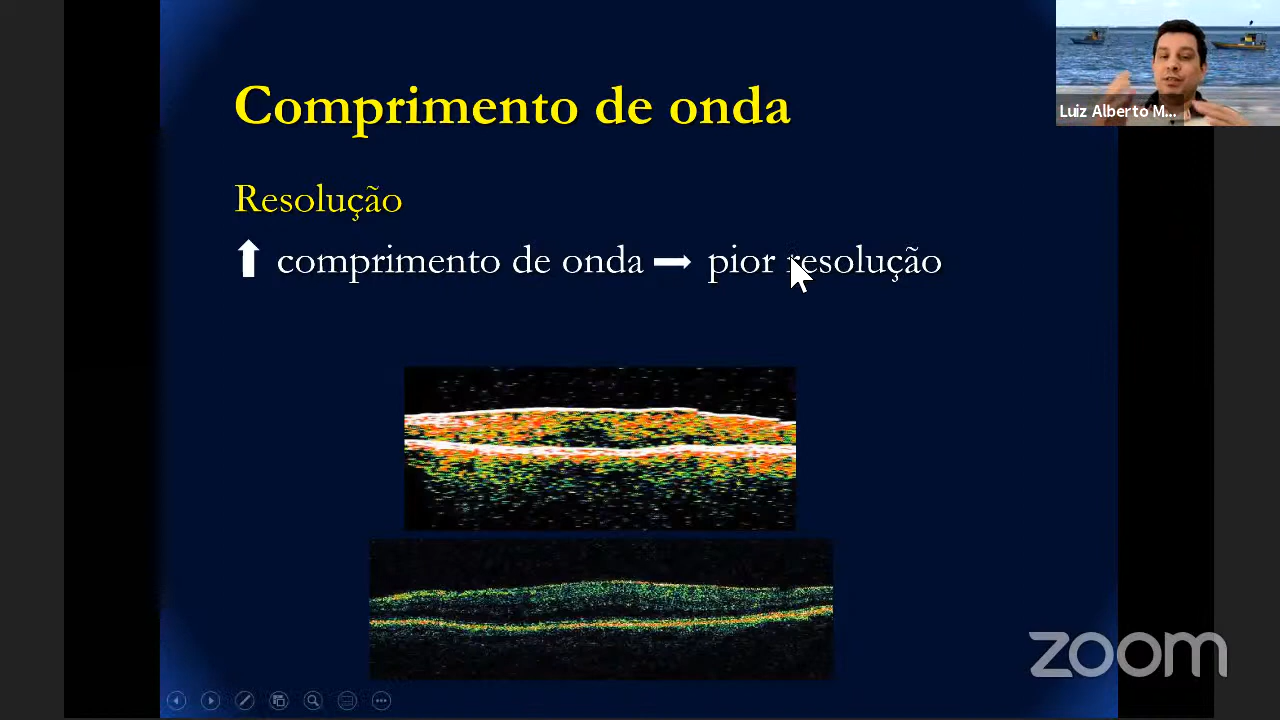 Comprimento de onda
Luiz Alberto M...
Resolução
⬆ comprimento de onda ➡ pior resolução
zoom